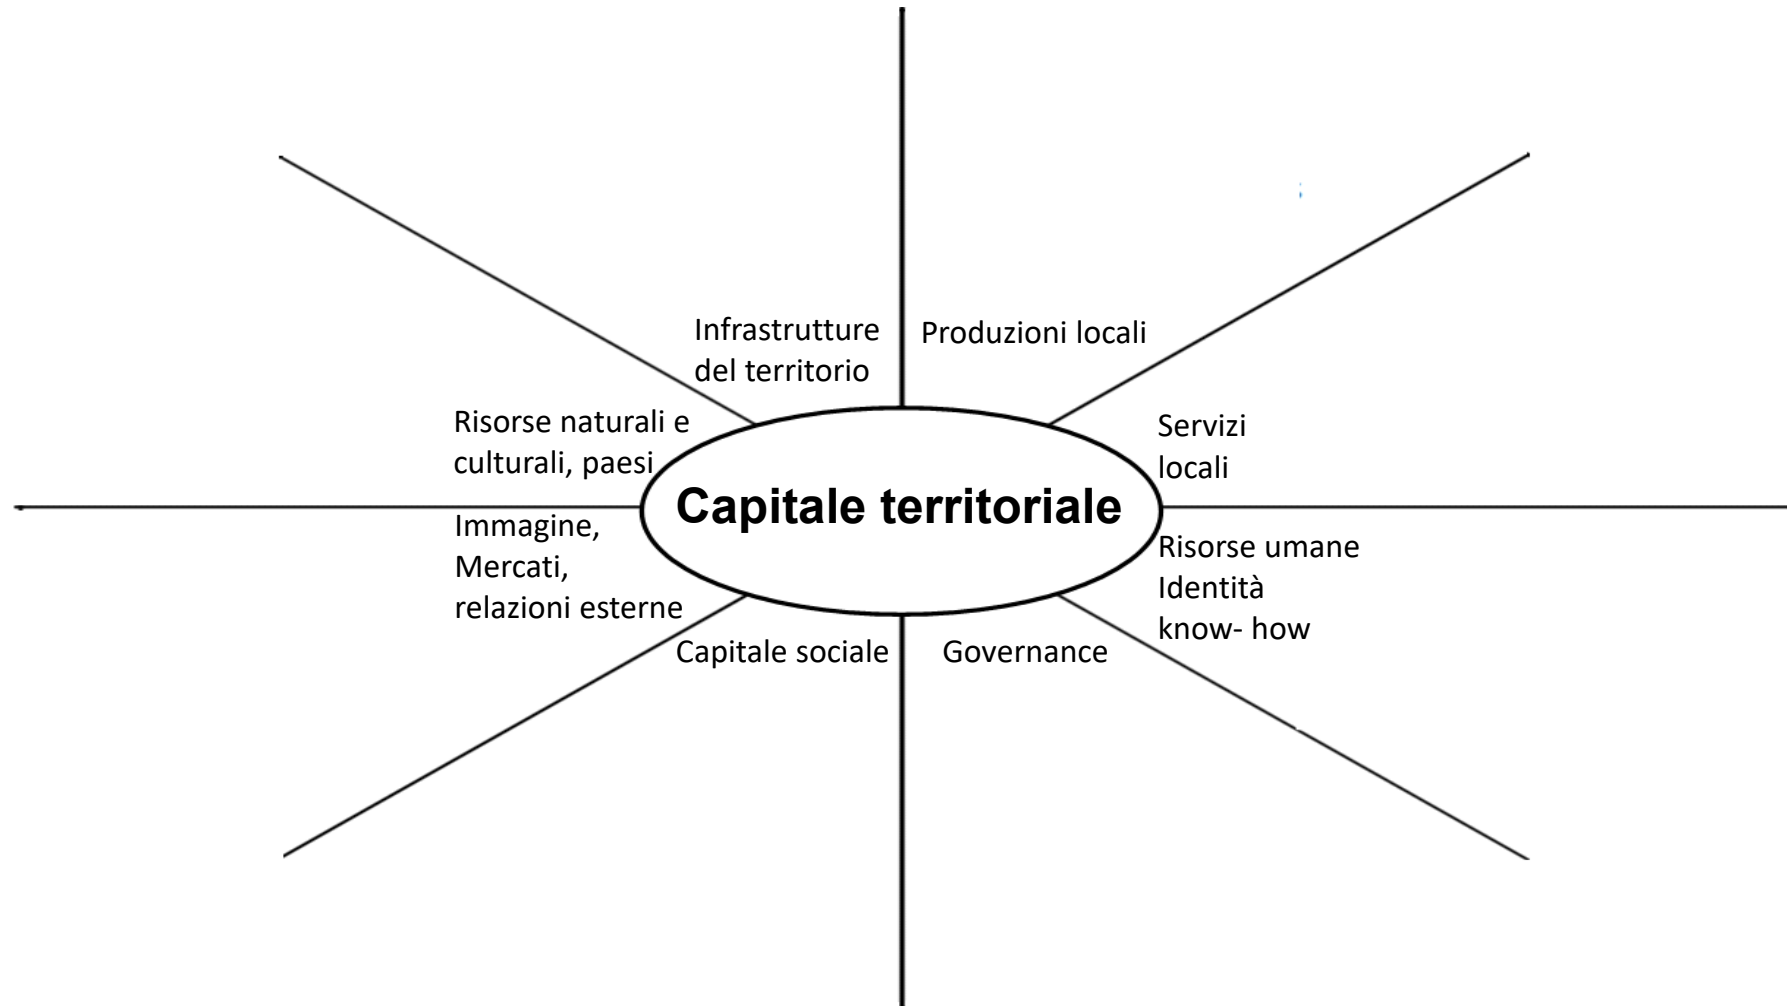 Infrastrutture
del territorio
Produzioni locali
Risorse naturali e
culturali, paesi
Servizi
locali
Capitale territoriale
Immagine,
Mercati,
relazioni esterne
Risorse umane
Identità
know- how
Capitale sociale
Governance